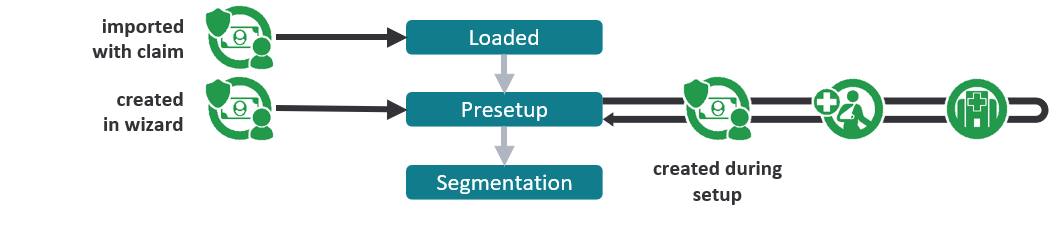 imported
with claim
Loaded
created
in wizard
Presetup
created during
setup
Segmentation